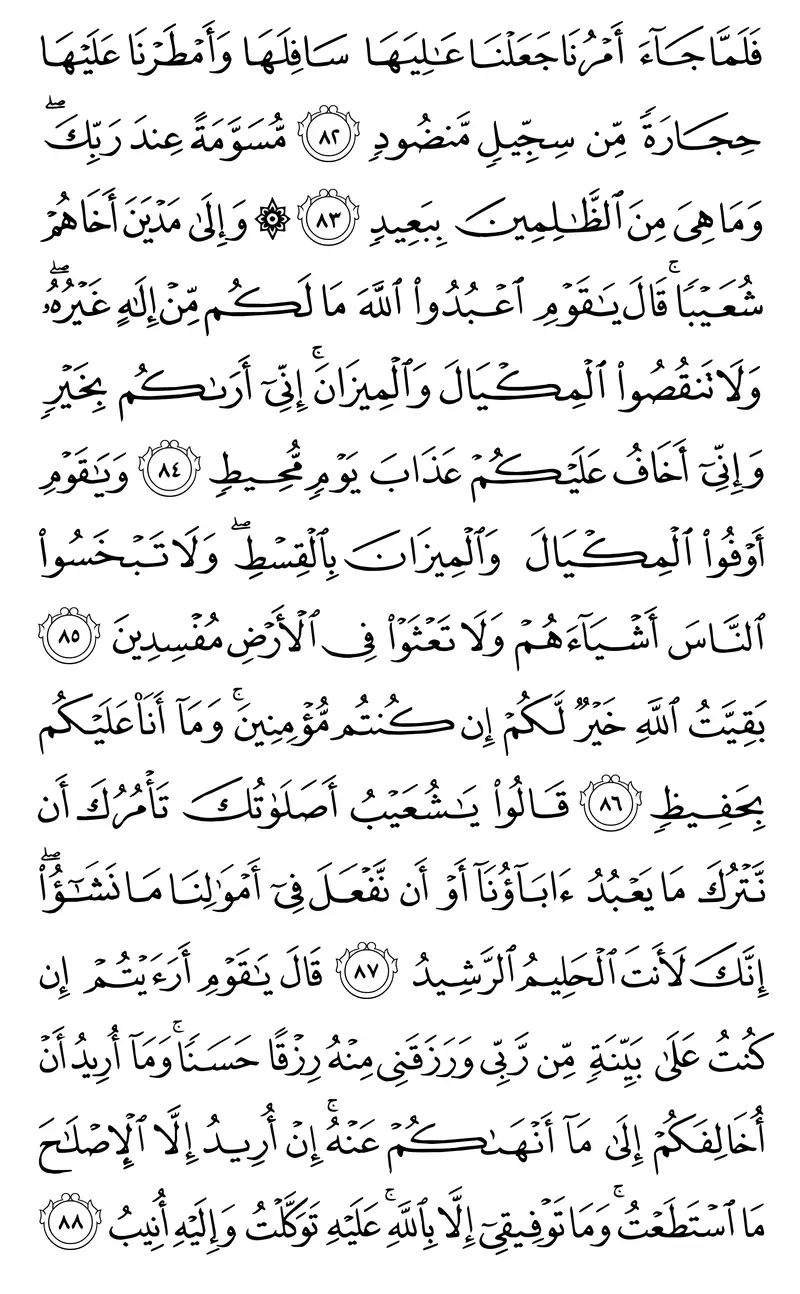 فَلَمَّا جَآءَ أَمْرُنَا جَعَلْنَا عَـٰلِيَهَا سَافِلَهَا وَأَمْطَرْنَا عَلَيْهَا
حِجَارَةً مِّن سِجِّيلٍ مَّنضُودٍ ٨٢ مُّسَوَّمَةً عِندَ رَبِّكَ ۖ
وَمَا هِىَ مِنَ ٱلظَّـٰلِمِينَ بِبَعِيدٍ ٨٣ ۞ وَإِلَىٰ مَدْيَنَ أَخَاهُمْ
شُعَيْبًا ۚ قَالَ يَـٰقَوْمِ ٱعْبُدُوا۟ ٱللَّهَ مَا لَكُم مِّنْ إِلَـٰهٍ غَيْرُهُۥ ۖ
وَلَا تَنقُصُوا۟ ٱلْمِكْيَالَ وَٱلْمِيزَانَ ۚ إِنِّىٓ أَرَىٰكُم بِخَيْرٍ
وَإِنِّىٓ أَخَافُ عَلَيْكُمْ عَذَابَ يَوْمٍ مُّحِيطٍ ٨٤ وَيَـٰقَوْمِ
أَوْفُوا۟ ٱلْمِكْيَالَ وَٱلْمِيزَانَ بِٱلْقِسْطِ ۖ وَلَا تَبْخَسُوا۟
ٱلنَّاسَ أَشْيَآءَهُمْ وَلَا تَعْثَوْا۟ فِى ٱلْأَرْضِ مُفْسِدِينَ ٨٥
بَقِيَّتُ ٱللَّهِ خَيْرٌ لَّكُمْ إِن كُنتُم مُّؤْمِنِينَ ۚ وَمَآ أَنَا۠ عَلَيْكُم
بِحَفِيظٍ ٨٦ قَالُوا۟ يَـٰشُعَيْبُ أَصَلَوٰتُكَ تَأْمُرُكَ أَن
نَّتْرُكَ مَا يَعْبُدُ ءَابَآؤُنَآ أَوْ أَن نَّفْعَلَ فِىٓ أَمْوَٰلِنَا مَا نَشَـٰٓؤُا۟ ۖ
إِنَّكَ لَأَنتَ ٱلْحَلِيمُ ٱلرَّشِيدُ ٨٧ قَالَ يَـٰقَوْمِ أَرَءَيْتُمْ إِن
كُنتُ عَلَىٰ بَيِّنَةٍ مِّن رَّبِّى وَرَزَقَنِى مِنْهُ رِزْقًا حَسَنًا ۚ وَمَآ أُرِيدُ أَنْ
أُخَالِفَكُمْ إِلَىٰ مَآ أَنْهَىٰكُمْ عَنْهُ ۚ إِنْ أُرِيدُ إِلَّا ٱلْإِصْلَـٰحَ
مَا ٱسْتَطَعْتُ ۚ وَمَا تَوْفِيقِىٓ إِلَّا بِٱللَّهِ ۚ عَلَيْهِ تَوَكَّلْتُ وَإِلَيْهِ أُنِيبُ ٨٨